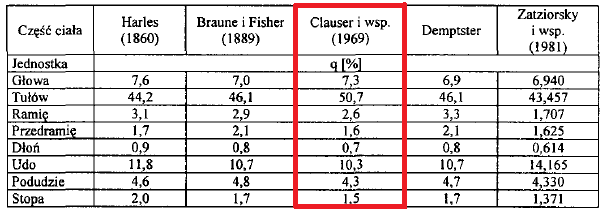 Część ciała Harles (1860) Braune i Fisher (1889) Clauser i wsp. (1969) Demptster Zatziorsky i wsp. (1981)
Jednostka q [%]
Głowa 7,6 7,0 7,3 6,9 6,940
Tułów 44,2 46,1 50,7 46,1 43,457
Ramię 3,1 2,9 2,6 3,3 1,707
Przedramię 1,7 2,1 1,6 2,1 1,625
Dłoń 0,9 0,8 0,7 0,8 0,614
Udo 11,8 10,7 10,3 10,7 14,165
Podudzie 4,6 4,8 4,3 4,7 4,330
Stopa 2,0 1,7 1,5 1,7 1,371